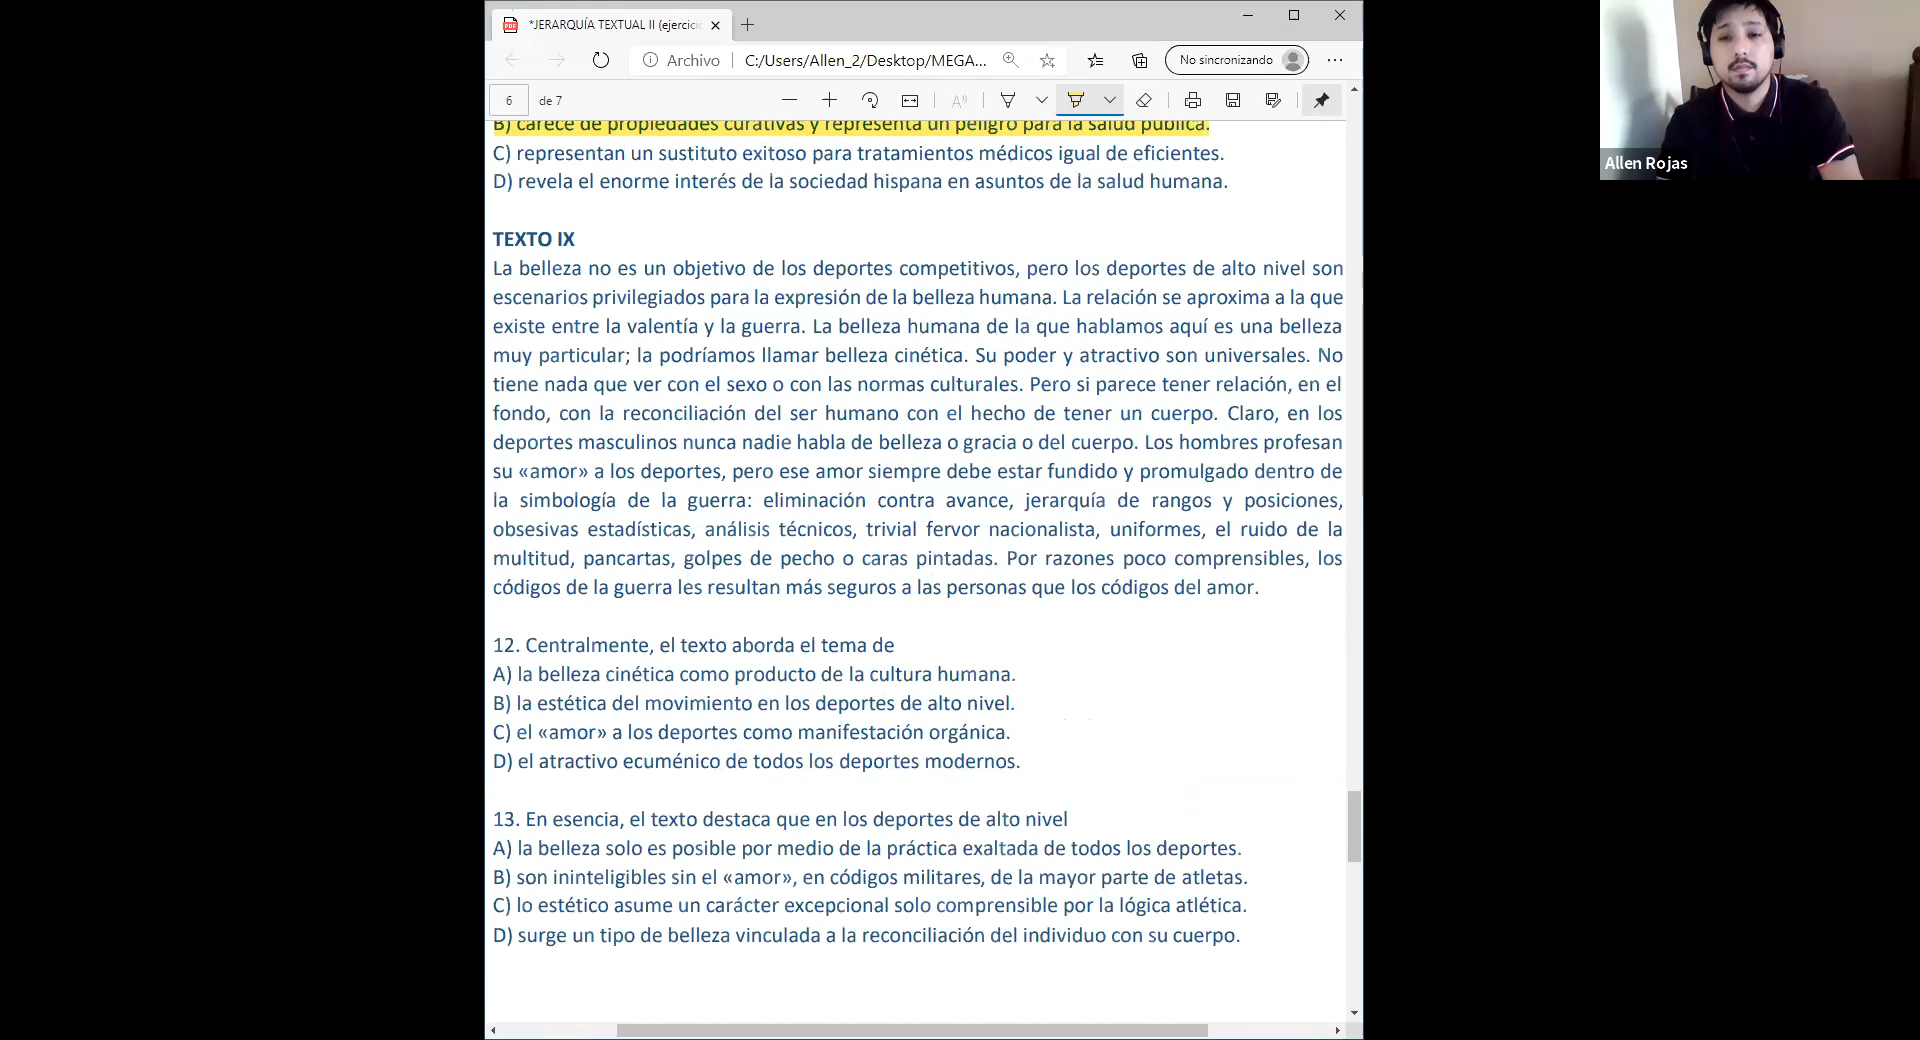 *JERARQUÍA TEXTUAL II (ejercici
Archivo
C:/Users/Allen_2/Desktop/MEGA...
No sincronizando
6
de 7
B) carece de propiedades curativas y representa un peligro para la salud pública.
C) representan un sustituto exitoso para tratamientos médicos igual de eficientes.
D) revela el enorme interés de la sociedad hispana en asuntos de la salud humana.
TEXTO IX
La belleza no es un objetivo de los deportes competitivos, pero los deportes de alto nivel son
escenarios privilegiados para la expresión de la belleza humana. La relación se aproxima a la que
existe entre la valentía y la guerra. La belleza humana de la que hablamos aquí es una belleza
muy particular; la podríamos llamar belleza cinética. Su poder y atractivo son universales. No
tiene nada que ver con el sexo o con las normas culturales. Pero si parece tener relación, en el
fondo, con la reconciliación del ser humano con el hecho de tener un cuerpo. Claro, en los
deportes masculinos nunca nadie habla de belleza o gracia o del cuerpo. Los hombres profesan
su «amor» a los deportes, pero ese amor siempre debe estar fundido y promulgado dentro de
la simbología de la guerra: eliminación contra avance, jerarquía de rangos y posiciones,
obsesivas estadísticas, análisis técnicos, trivial fervor nacionalista, uniformes, el ruido de la
multitud, pancartas, golpes de pecho o caras pintadas. Por razones poco comprensibles, los
códigos de la guerra les resultan más seguros a las personas que los códigos del amor.
12. Centralmente, el texto aborda el tema de
A) la belleza cinética como producto de la cultura humana.
B) la estética del movimiento en los deportes de alto nivel.
C) el «amor» a los deportes como manifestación orgánica.
D) el atractivo ecuménico de todos los deportes modernos.
13. En esencia, el texto destaca que en los deportes de alto nivel
A) la belleza solo es posible por medio de la práctica exaltada de todos los deportes.
B) son ininteligibles sin el «amor», en códigos militares, de la mayor parte de atletas.
C) lo estético asume un carácter excepcional solo comprensible por la lógica atlética.
D) surge un tipo de belleza vinculada a la reconciliación del individuo con su cuerpo.
Allen Rojas